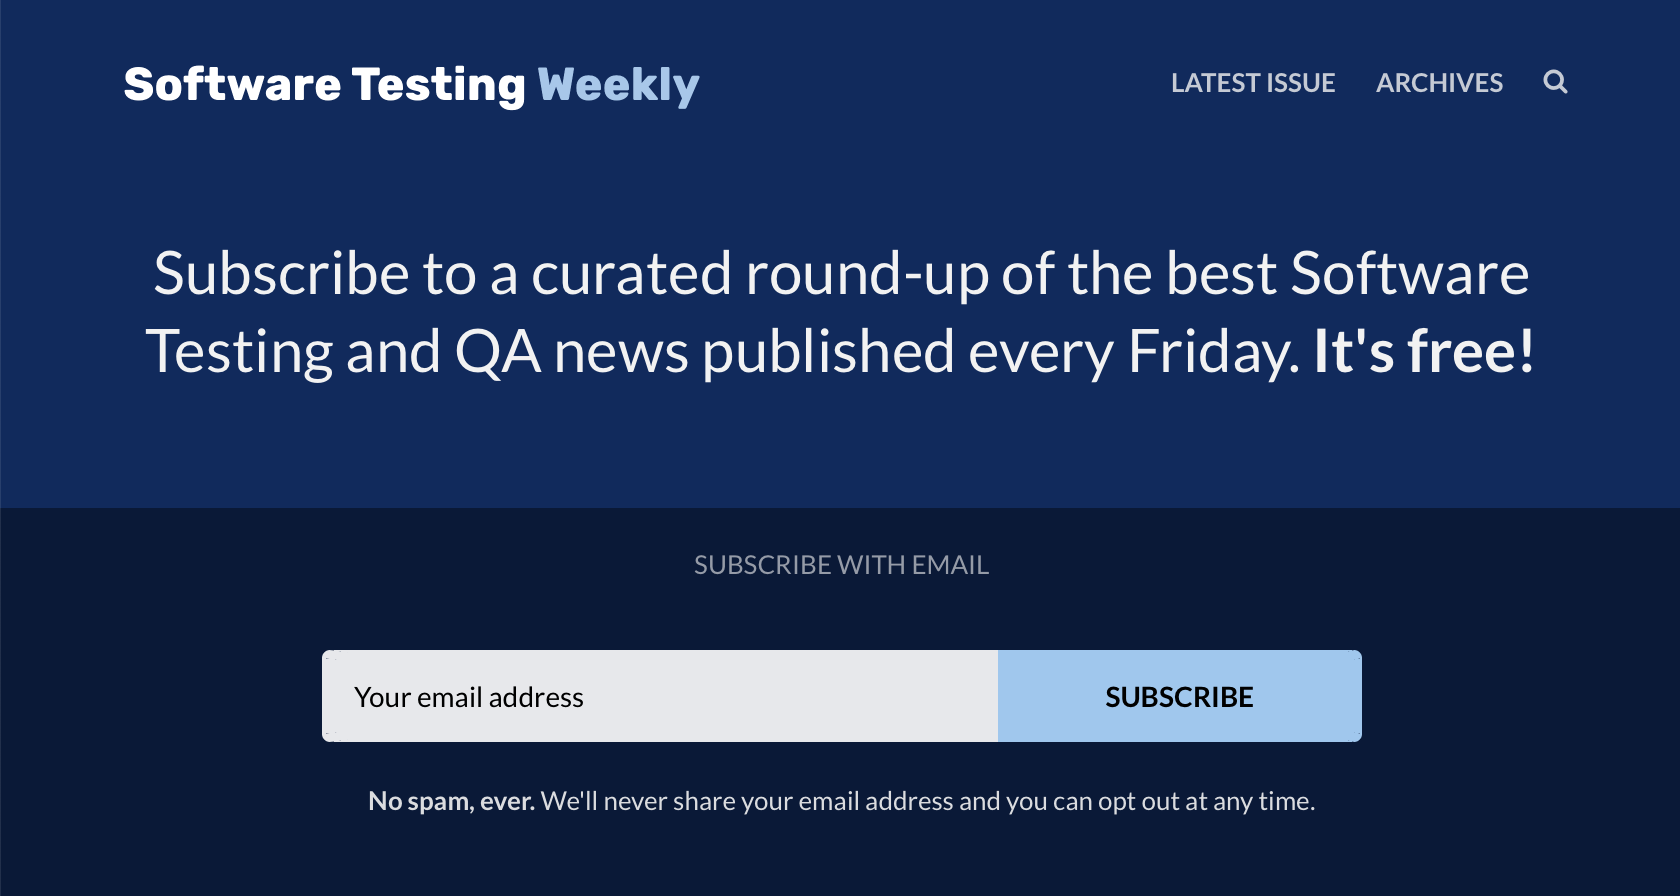 Software Testing Weekly
LATEST ISSUE
ARCHIVES
Subscribe to a curated round-up of the best Software
Testing and QA news published every Friday. It's free!
SUBSCRIBE WITH EMAIL
Your email address
SUBSCRIBE
No spam, ever. We'll never share your email address and you can opt out at any time.